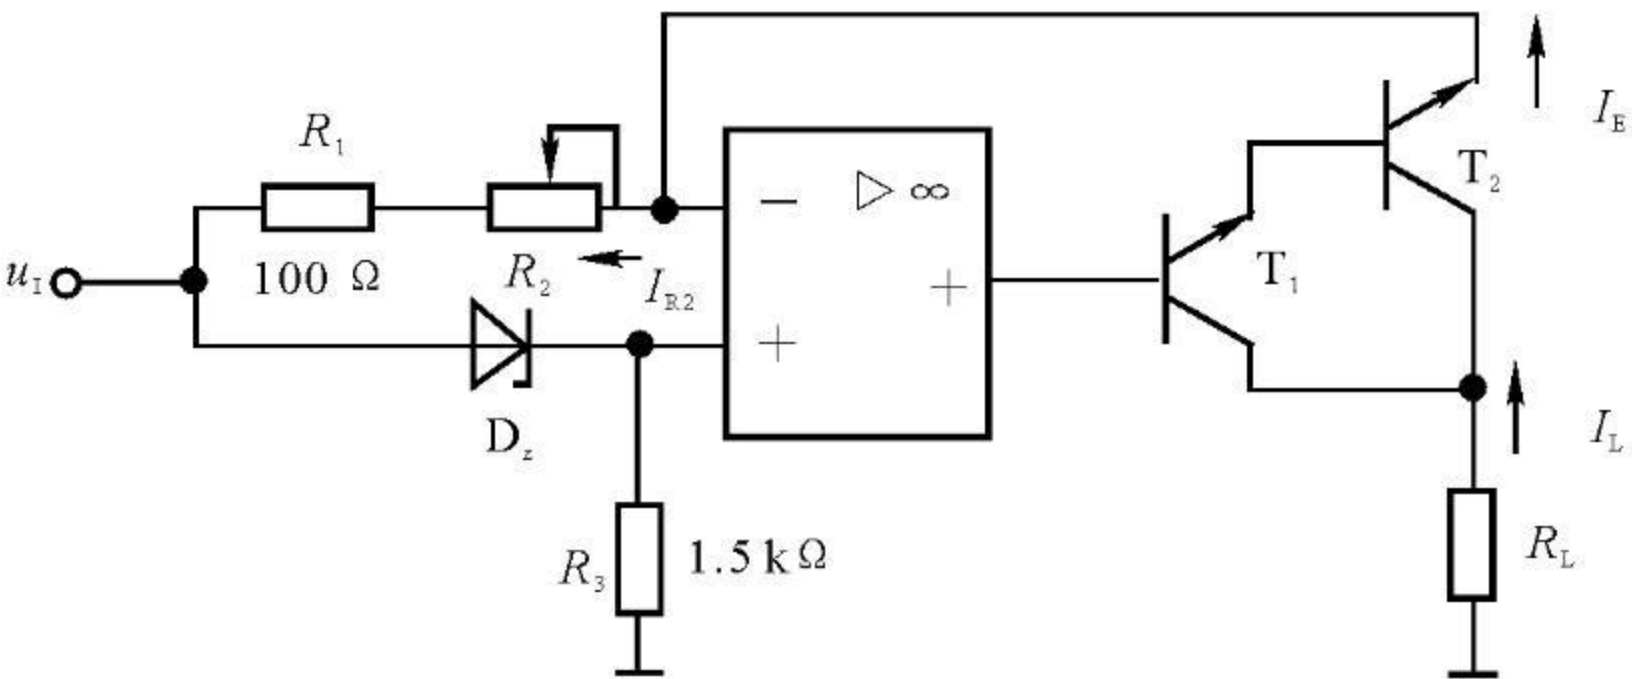 I_E
R_1
▷ ∞
T_2
−
u_I
100 Ω
R_2
I_R2
+
T_1
+
D_z
I_L
R_3
1.5 kΩ
R_L